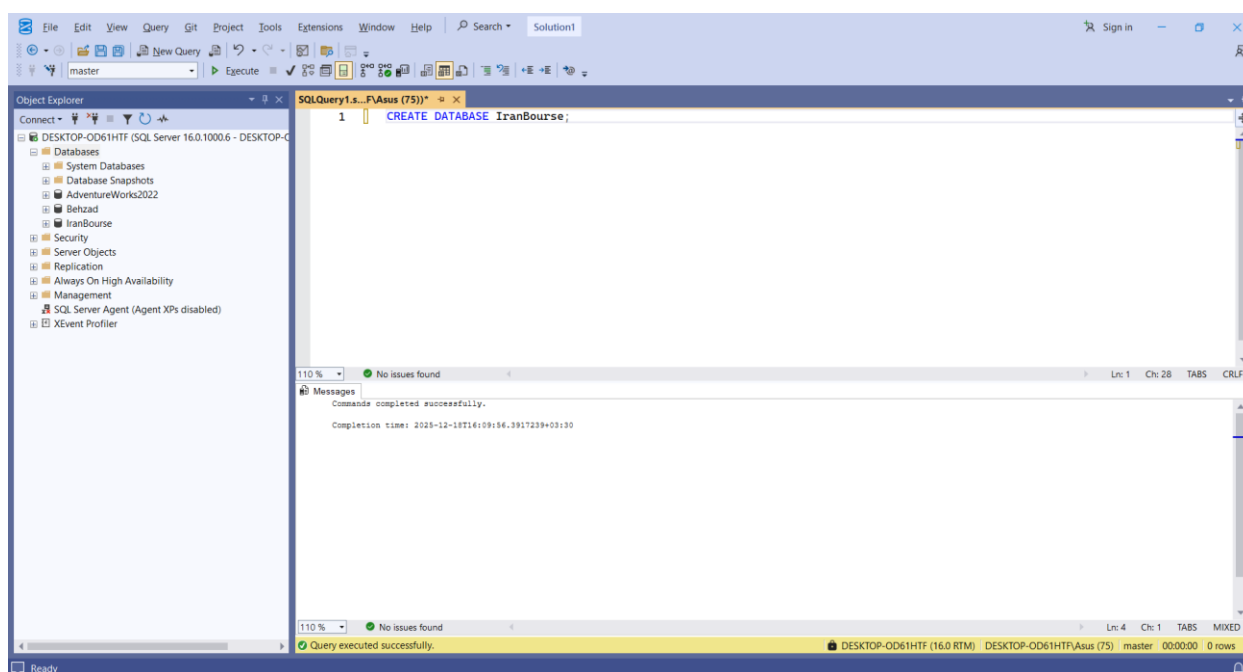 File Edit View Query Git Project Tools Extensions Window Help Search Solution1 Sign in
New Query
master Execute
Object Explorer
Connect
DESKTOP-OD61HTF (SQL Server 16.0.1000.6 - DESKTOP-O
Databases
System Databases
Database Snapshots
AdventureWorks2022
Behzad
IranBourse
Security
Server Objects
Replication
Always On High Availability
Management
SQL Server Agent (Agent XPs disabled)
XEvent Profiler
SQLQuery1.s...F\Asus (75))*
1 CREATE DATABASE IranBourse;
110 % No issues found Ln: 1 Ch: 28 TABS CRLF
Messages
Commands completed successfully.
Completion time: 2025-12-18T16:09:56.3917239+03:30
110 % No issues found Ln: 4 Ch: 1 TABS MIXED
Query executed successfully. DESKTOP-OD61HTF (16.0 RTM) DESKTOP-OD61HTF\Asus (75) master 00:00:00 0 rows
Ready